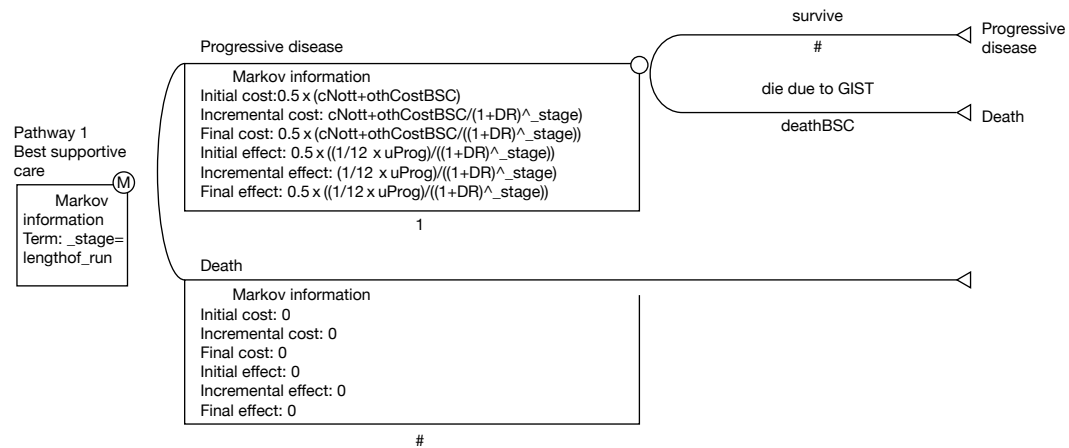 Pathway 1
Best supportive
care
M
Markov
information
Term: _stage=
lengthof_run
Progressive disease
Markov information
Initial cost:0.5 x (cNott+othCostBSC)
Incremental cost: cNott+othCostBSC/(1+DR)^_stage)
Final cost: 0.5 x (cNott+othCostBSC/((1+DR)^_stage))
Initial effect: 0.5 x ((1/12 x uProg)/((1+DR)^_stage))
Incremental effect: (1/12 x uProg)/((1+DR)^_stage)
Final effect: 0.5 x ((1/12 x uProg)/((1+DR)^_stage))
1
survive
#
Progressive
disease
die due to GIST
deathBSC
Death
Death
Markov information
Initial cost: 0
Incremental cost: 0
Final cost: 0
Initial effect: 0
Incremental effect: 0
Final effect: 0
#